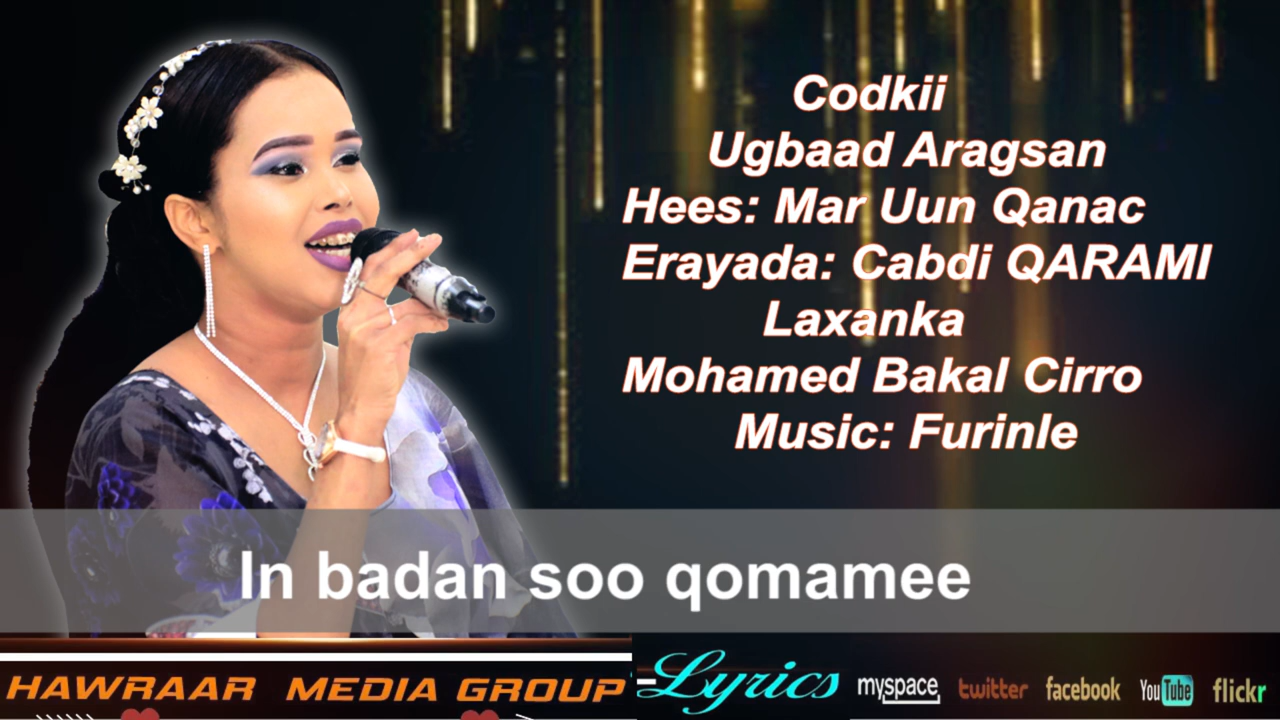 Codkii
Ugbaad Aragsan
Hees: Mar Uun Qanac
Erayada: Cabdi QARAMI
Laxanka
Mohamed Bakal Cirro
Music: Furinle
In badan soo qomamee
HAWRAAR MEDIA GROUP Lyrics myspace twitter facebook YouTube flickr